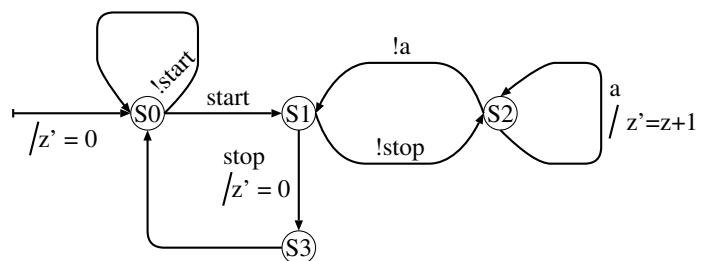 !a
!start
a
start
S0
S1
S2
/ z'=z+1
/z' = 0
!stop
stop
/z' = 0
S3